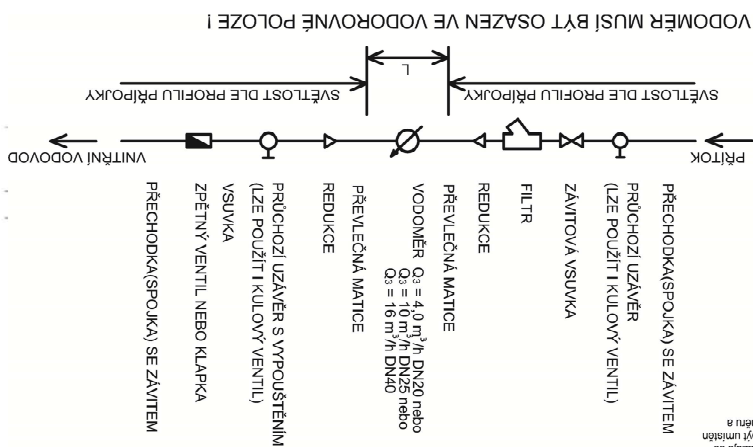 VODOMĚR MUSÍ BÝT OSAZEN VE VODOROVNÉ POLOZE !
SVĚTLOST DLE PROFILU PŘÍPOJKY
L
SVĚTLOST DLE PROFILU PŘÍPOJKY
PŘÍTOK
VNITŘNÍ VODOVOD
PŘECHODKA(SPOJKA) SE ZÁVITEM
PRŮCHOZÍ UZÁVĚR
(LZE POUŽÍT I KULOVÝ VENTIL)
ZÁVITOVÁ VSUVKA
FILTR
REDUKCE
PŘEVLEČNÁ MATICE
VODOMĚR Q3 = 4,0 m³/h DN20 nebo
Q3 = 10 m³/h DN25 nebo
Q3 = 16 m³/h DN40
PŘEVLEČNÁ MATICE
REDUKCE
PRŮCHOZÍ UZÁVĚR S VYPOUŠTĚNÍM
(LZE POUŽÍT I KULOVÝ VENTIL)
VSUVKA
ZPĚTNÝ VENTIL NEBO KLAPKA
PŘECHODKA(SPOJKA) SE ZÁVITEM
ýt umístěn
ěru a